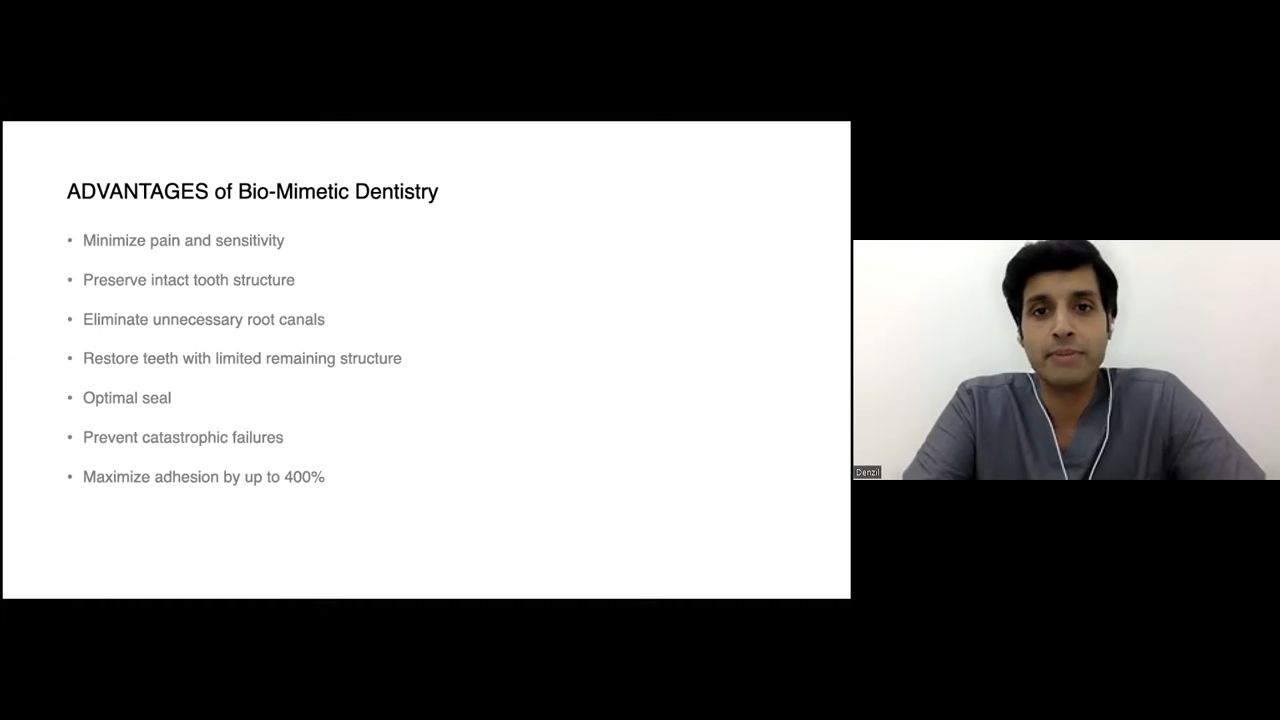 ADVANTAGES of Bio-Mimetic Dentistry
• Minimize pain and sensitivity
• Preserve intact tooth structure
• Eliminate unnecessary root canals
• Restore teeth with limited remaining structure
• Optimal seal
• Prevent catastrophic failures
• Maximize adhesion by up to 400%
Denzil